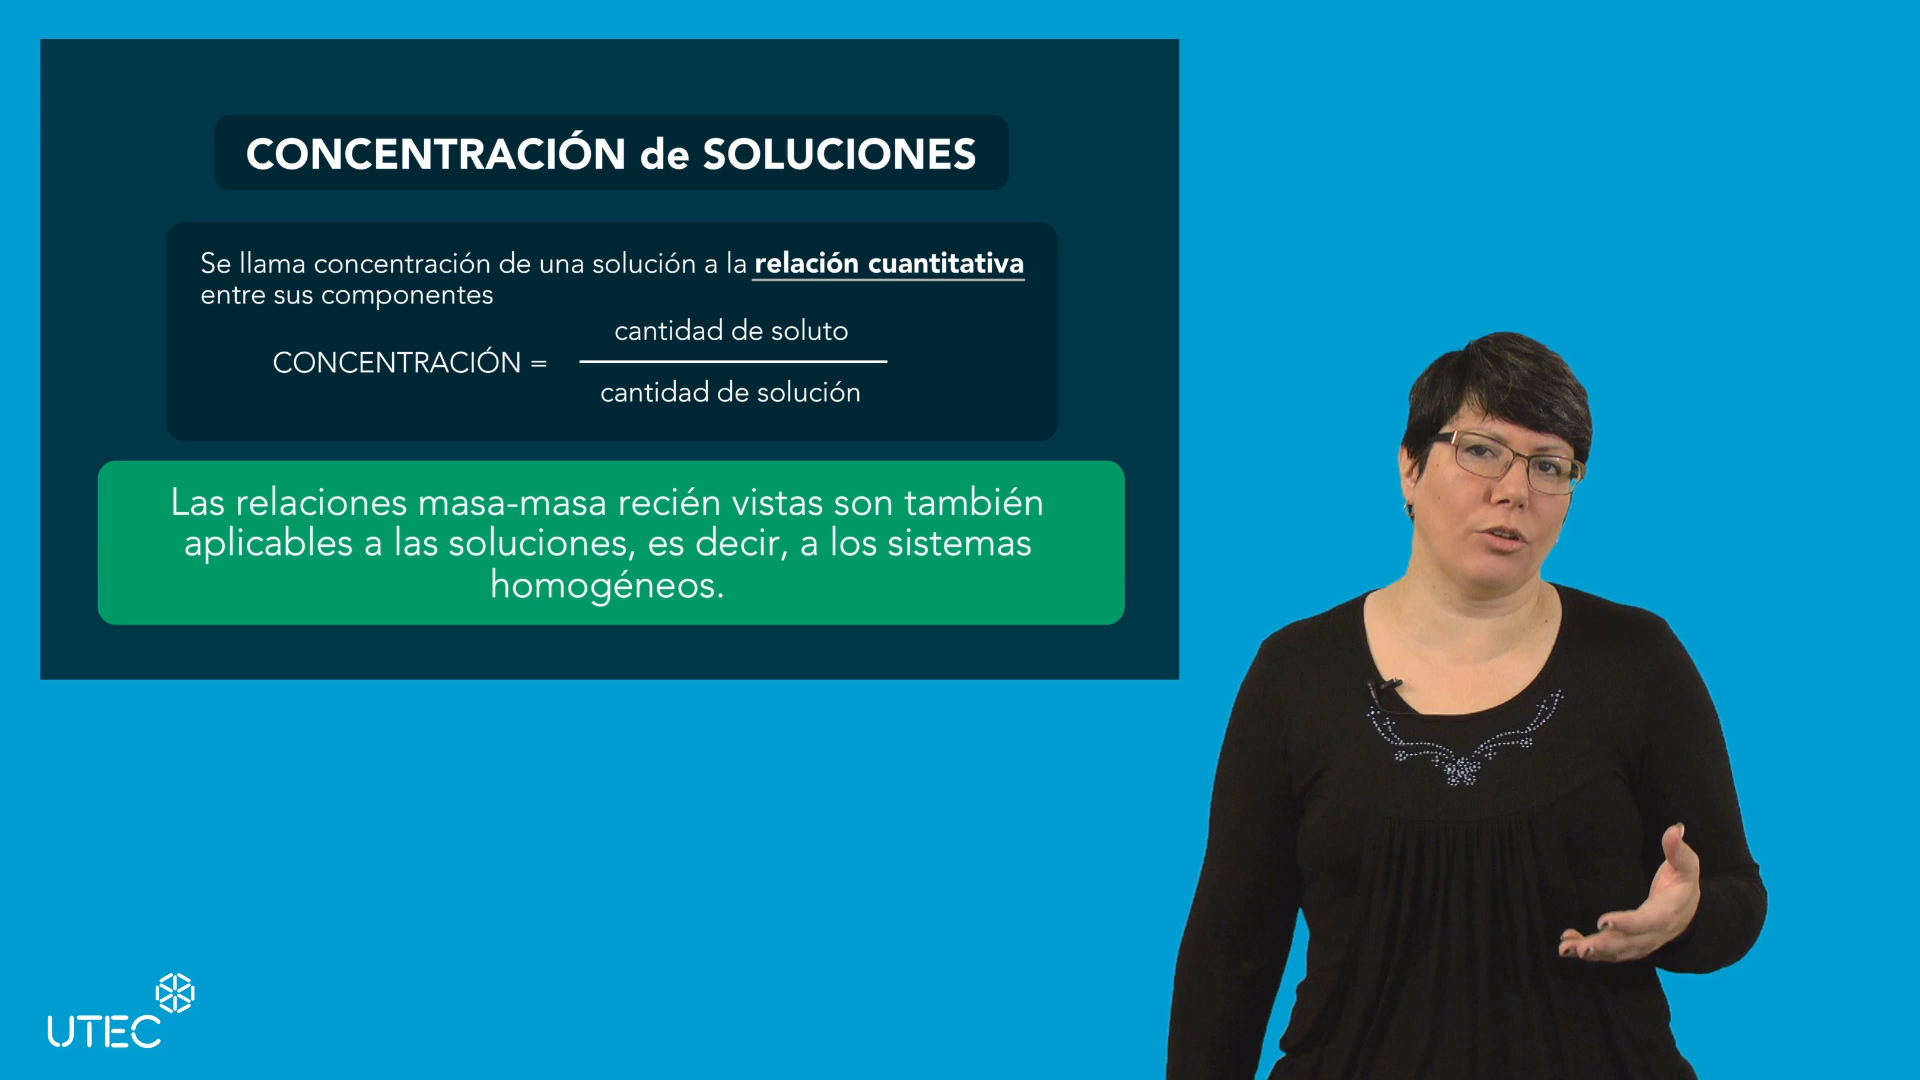 CONCENTRACIÓN de SOLUCIONES
Se llama concentración de una solución a la relación cuantitativa
entre sus componentes
cantidad de soluto
CONCENTRACIÓN =
cantidad de solución
Las relaciones masa-masa recién vistas son también
aplicables a las soluciones, es decir, a los sistemas
homogéneos.
UTEC